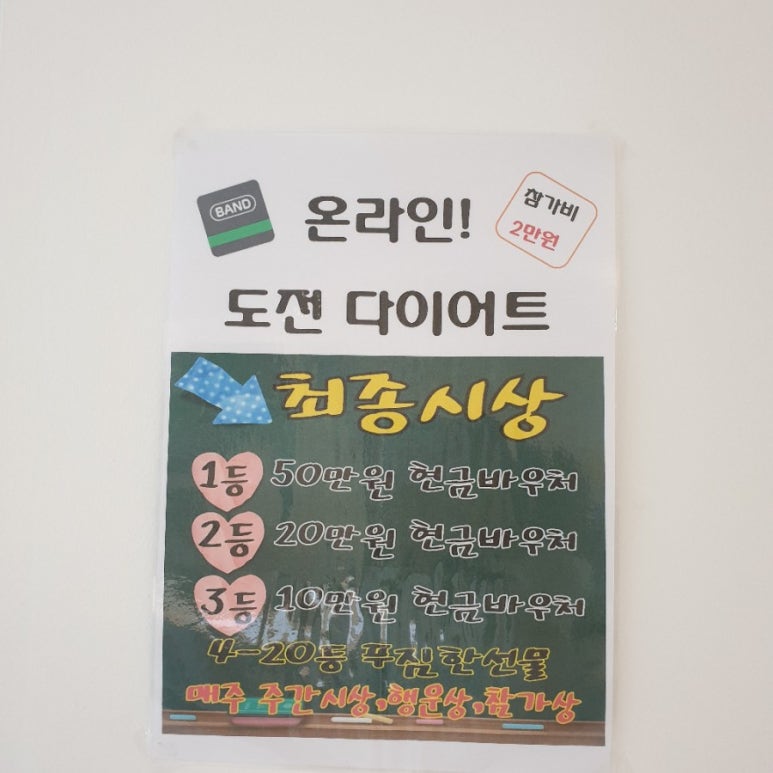 BAND
온라인!
참가비
2만원
도전 다이어트
최종시상
1등 50만원 현금바우처
2등 20만원 현금바우처
3등 10만원 현금바우처
4-20등 푸짐한선물
매주 주간시상,행운상,참가상